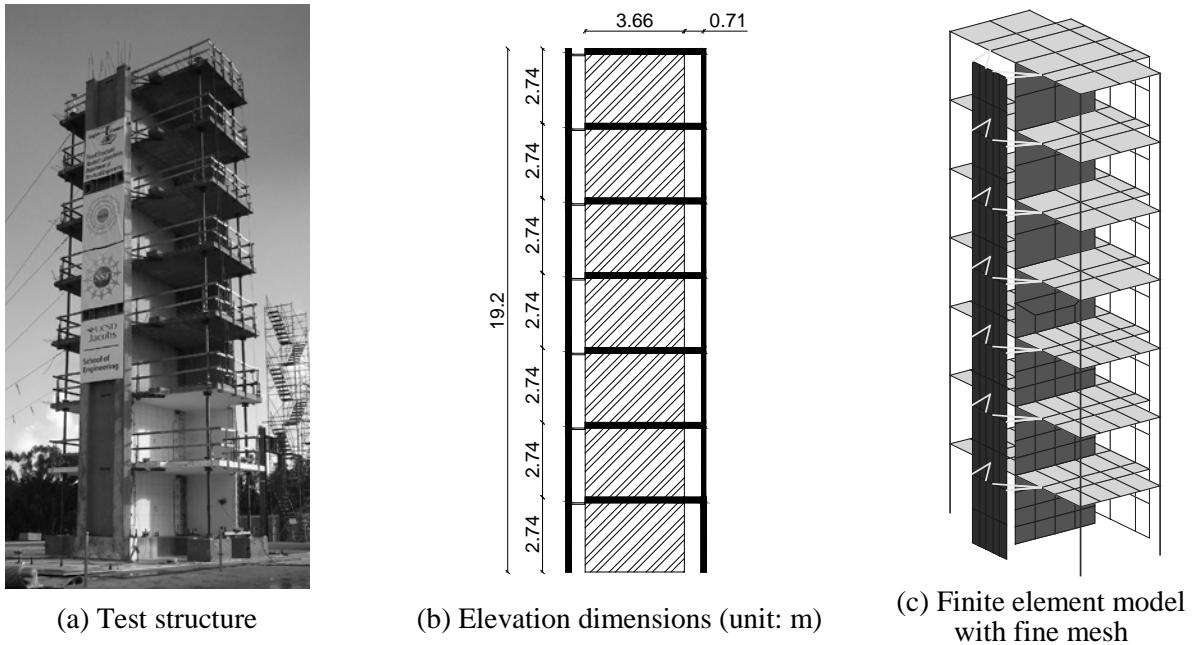 3.66
0.71
2.74
2.74
2.74
2.74
2.74
2.74
2.74
19.2
UCSD
Jacobs
School of
Engineering
(a) Test structure
(b) Elevation dimensions (unit: m)
(c) Finite element model
with fine mesh